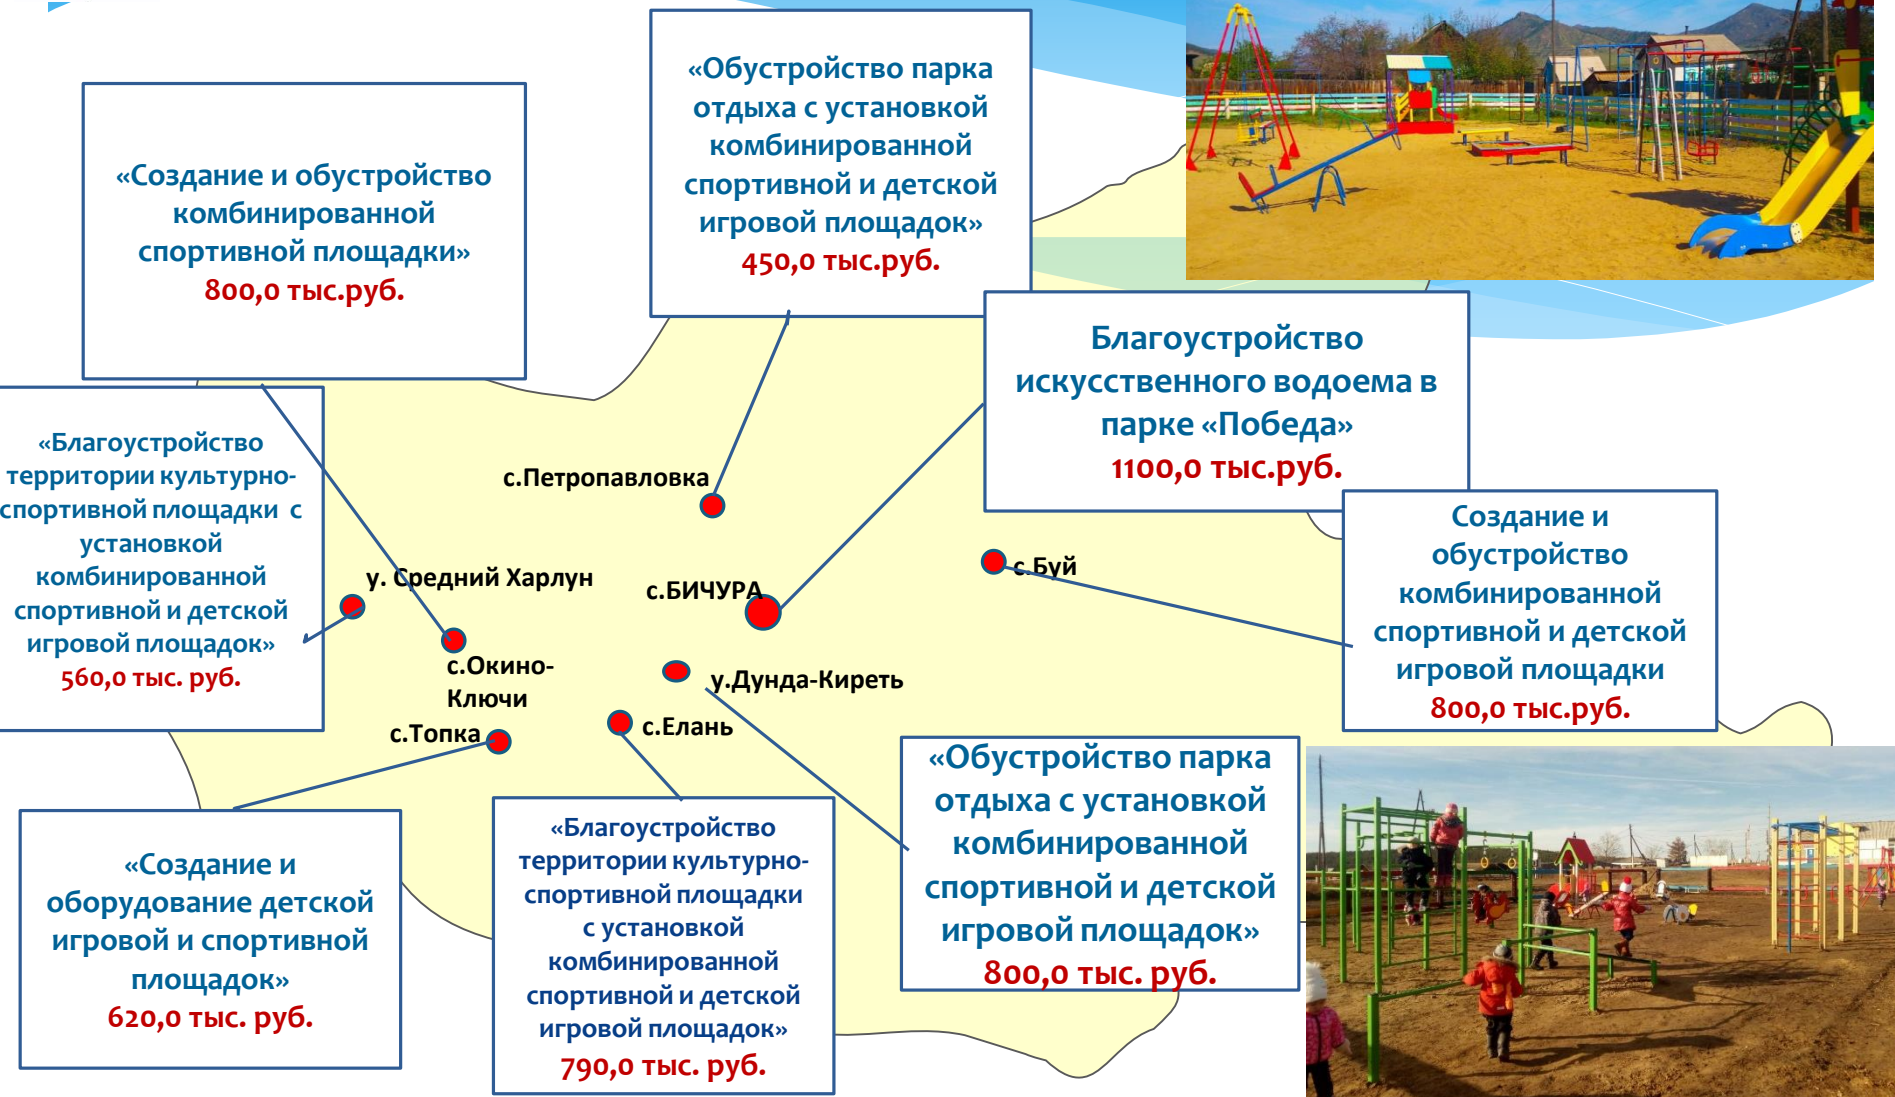 «Обустройство парка
отдыха с установкой
комбинированной
спортивной и детской
игровой площадок»
450,0 тыс.руб.
«Создание и обустройство
комбинированной
спортивной площадки»
800,0 тыс.руб.
Благоустройство
искусственного водоема в
парке «Победа»
1100,0 тыс.руб.
«Благоустройство
территории культурно-
спортивной площадки с
установкой
комбинированной
спортивной и детской
игровой площадок»
560,0 тыс. руб.
с.Петропавловка
у. Средний Харлун
с.БИЧУРА
с.Буй
Создание и
обустройство
комбинированной
спортивной и детской
игровой площадки
800,0 тыс.руб.
с.Окино-
Ключи
у.Дунда-Киреть
с.Топка
с.Елань
«Обустройство парка
отдыха с установкой
комбинированной
спортивной и детской
игровой площадок»
800,0 тыс. руб.
«Создание и
оборудование детской
игровой и спортивной
площадок»
620,0 тыс. руб.
«Благоустройство
территории культурно-
спортивной площадки
с установкой
комбинированной
спортивной и детской
игровой площадок»
790,0 тыс. руб.